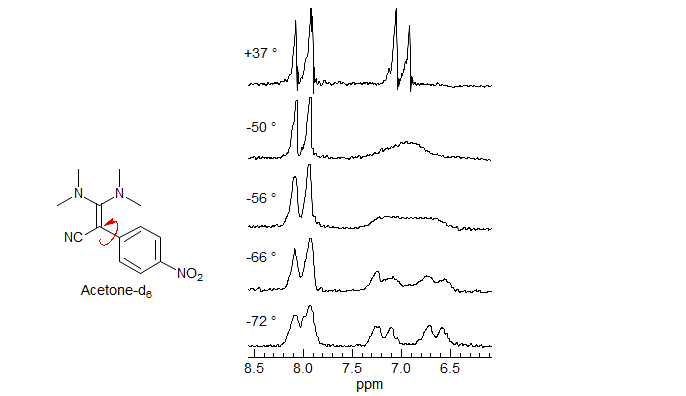 +37 °
-50 °
-56 °
-66 °
-72 °
N N
NC
NO₂
Acetone-d₆
8.5 8.0 7.5 7.0 6.5
ppm